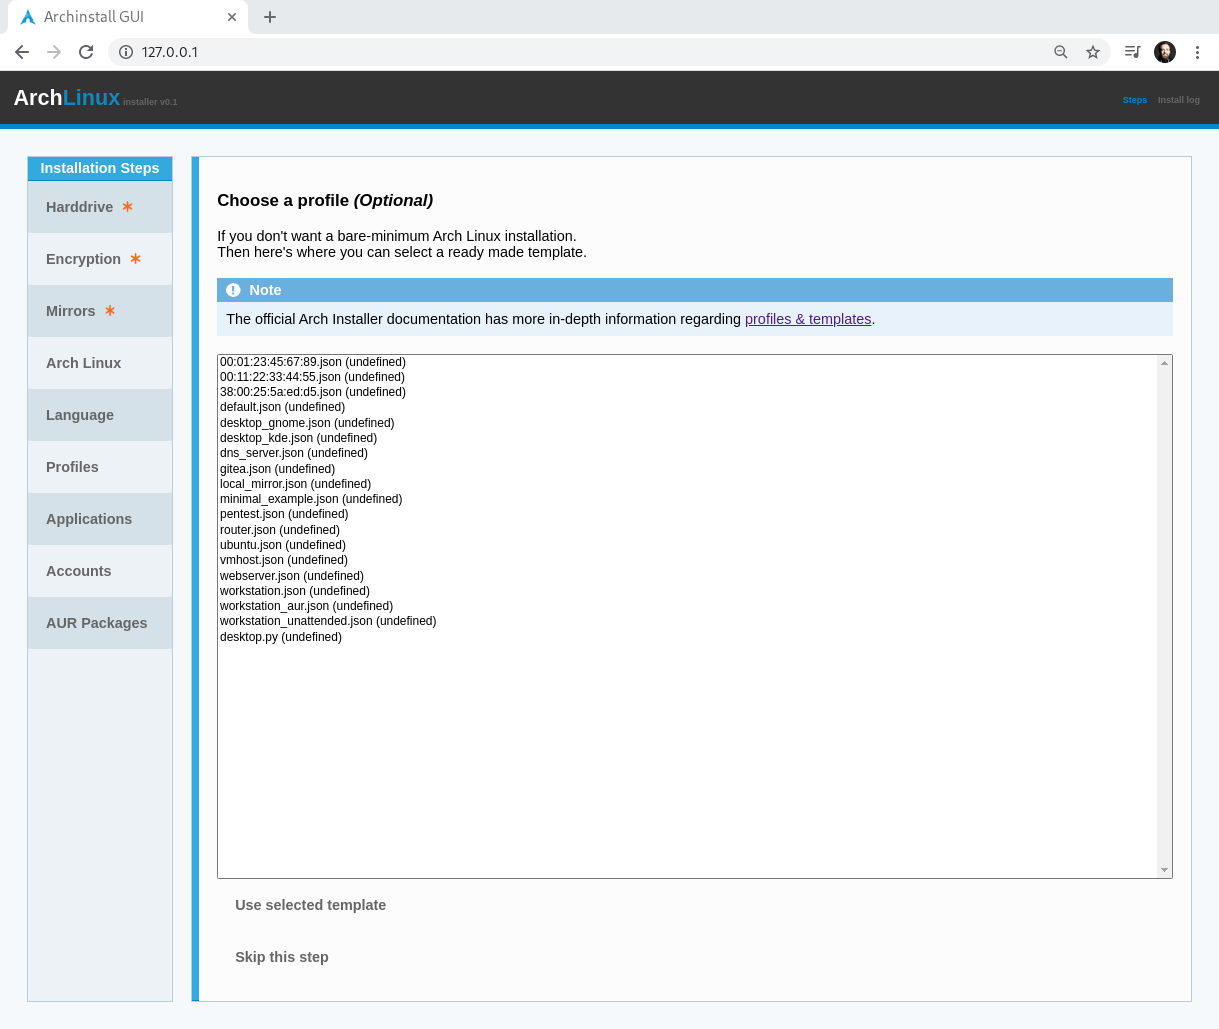 Archinstall GUI
127.0.0.1
ArchLinux installer v0.1
Steps Install log
Installation Steps
Harddrive *
Encryption *
Mirrors *
Arch Linux
Language
Profiles
Applications
Accounts
AUR Packages
Choose a profile (Optional)
If you don't want a bare-minimum Arch Linux installation.
Then here's where you can select a ready made template.
Note
The official Arch Installer documentation has more in-depth information regarding profiles & templates.
00:01:23:45:67:89.json (undefined)
00:11:22:33:44:55.json (undefined)
38:00:25:5a:ed:d5.json (undefined)
default.json (undefined)
desktop_gnome.json (undefined)
desktop_kde.json (undefined)
dns_server.json (undefined)
gitea.json (undefined)
local_mirror.json (undefined)
minimal_example.json (undefined)
pentest.json (undefined)
router.json (undefined)
ubuntu.json (undefined)
vmhost.json (undefined)
webserver.json (undefined)
workstation.json (undefined)
workstation_aur.json (undefined)
workstation_unattended.json (undefined)
desktop.py (undefined)
Use selected template
Skip this step